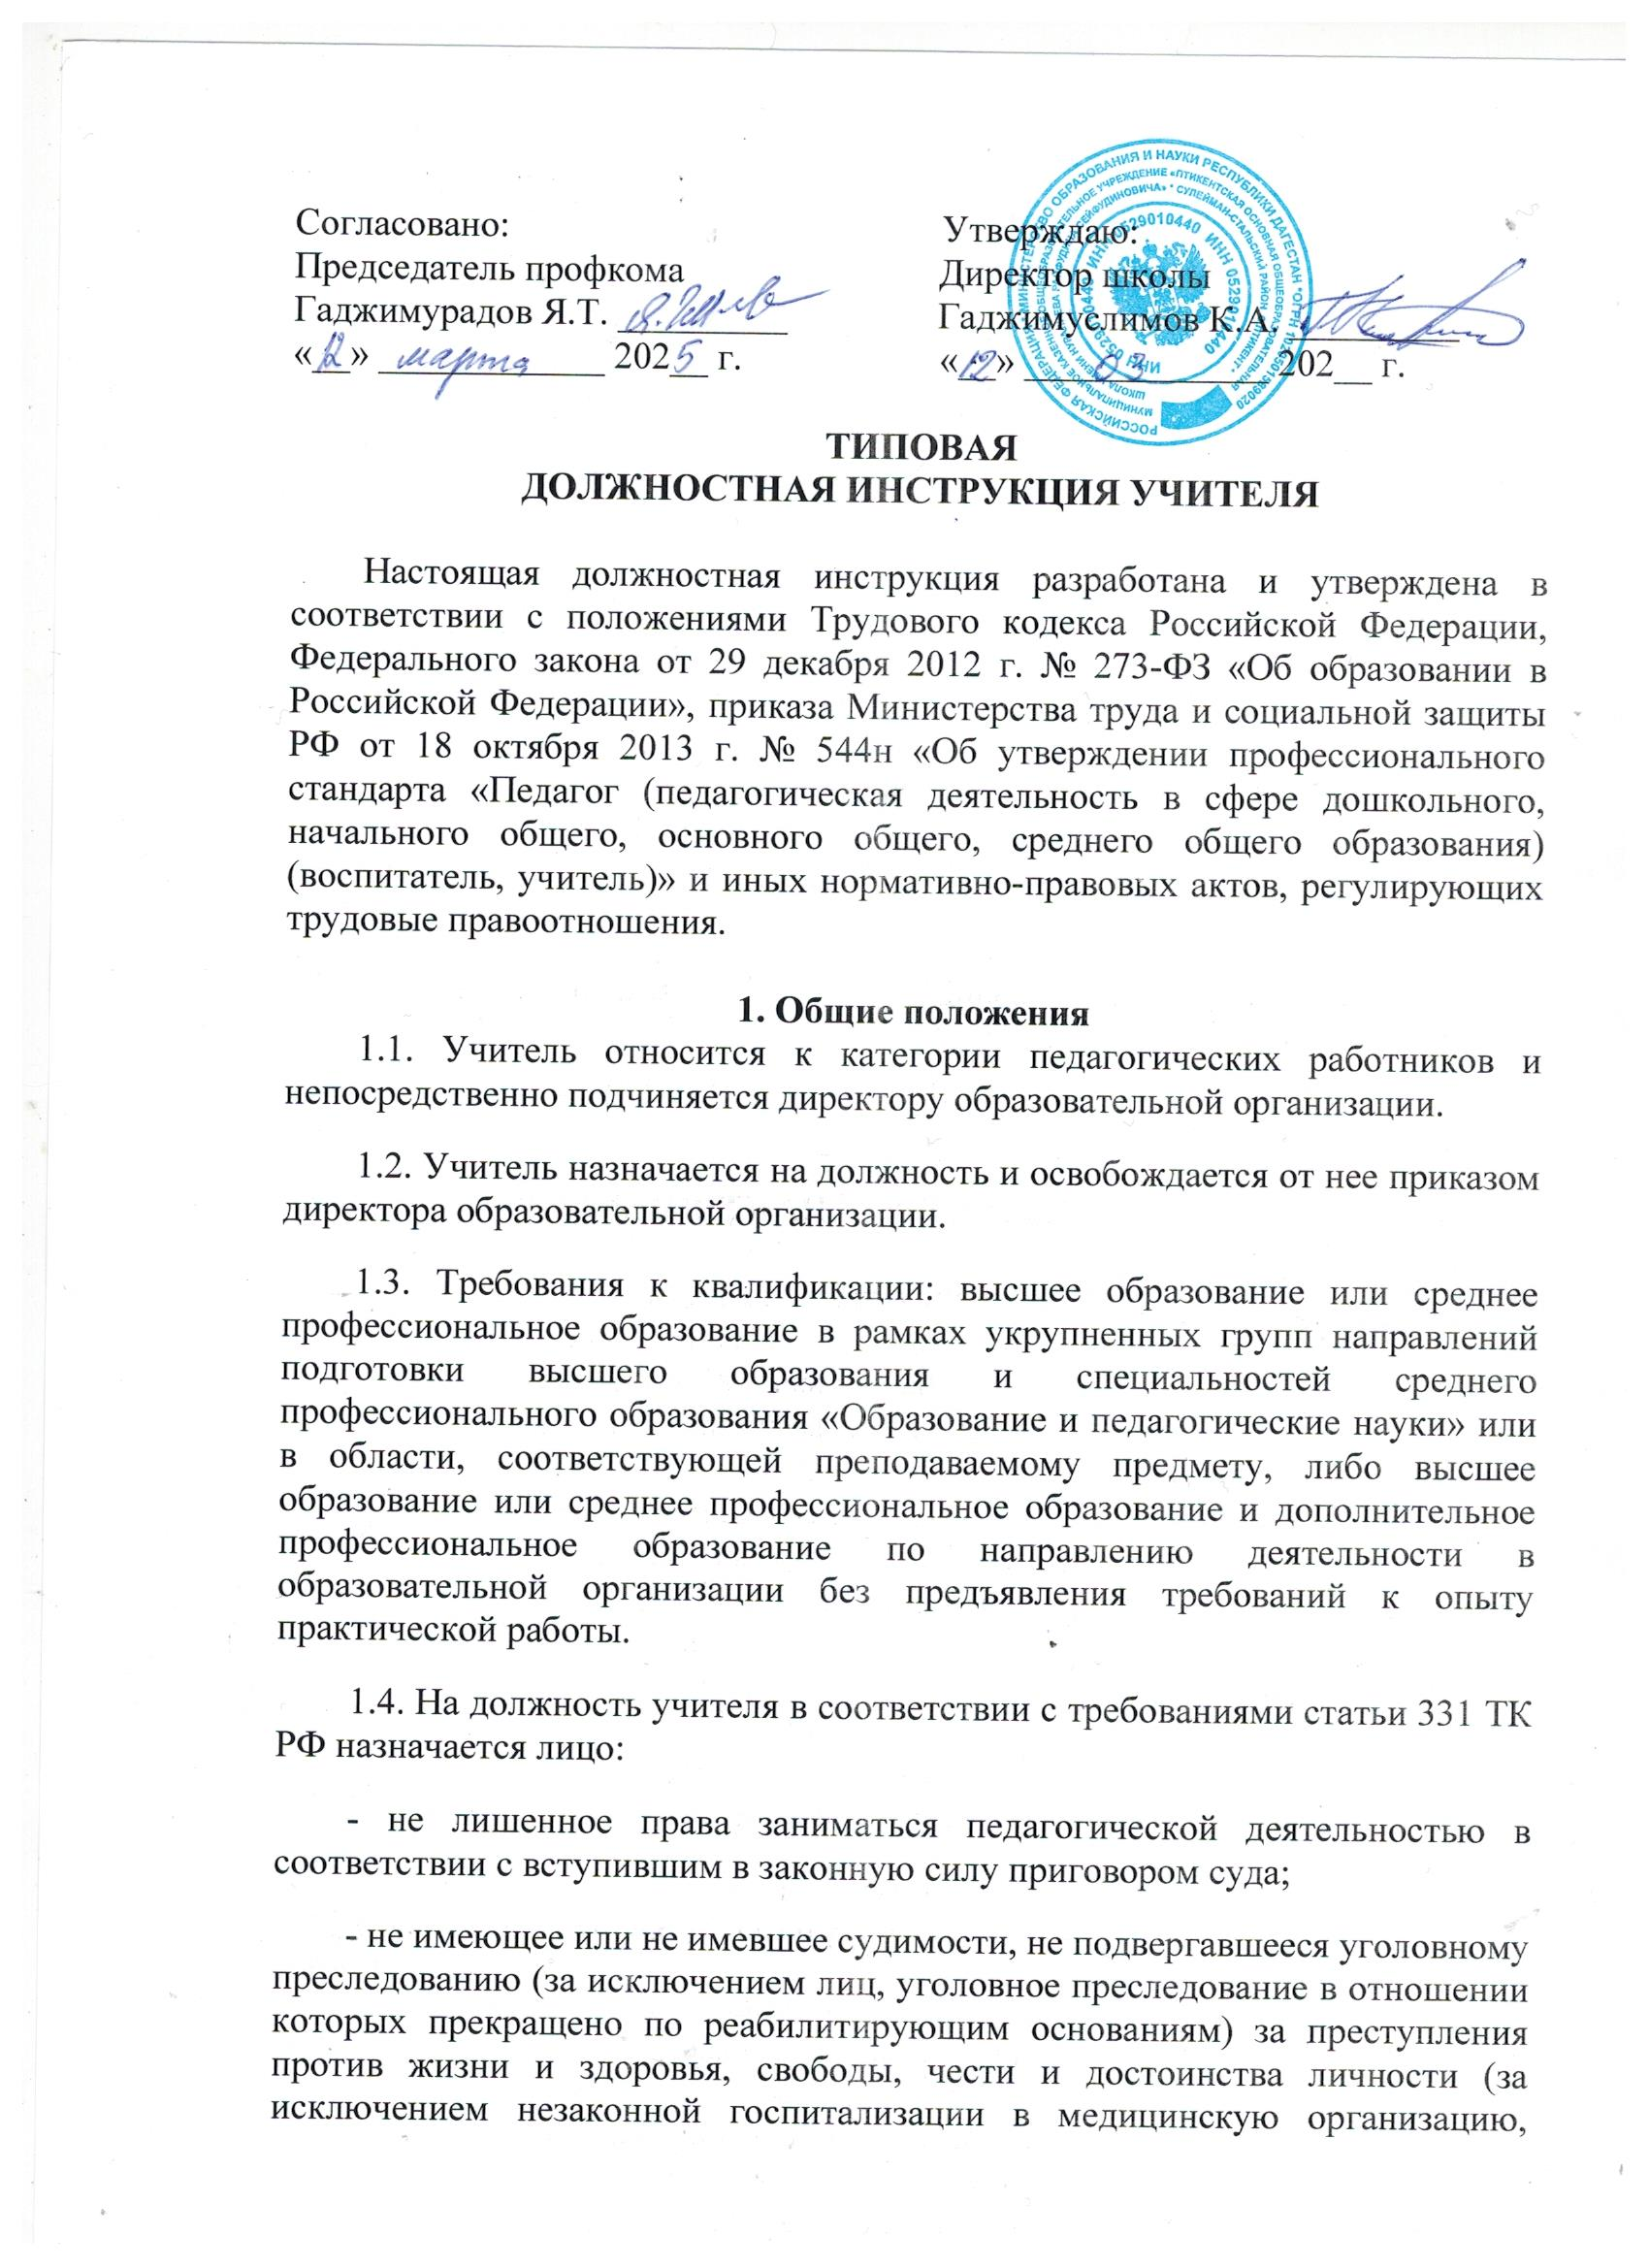 Согласовано:
Председатель профкома
Гаджимурадов Я.Т. ________
«12» марта 2025 г.
Утверждаю:
Директор школы
Гаджимуслимов К.А. ________
«12» 03 202__ г.
ТИПОВАЯ
ДОЛЖНОСТНАЯ ИНСТРУКЦИЯ УЧИТЕЛЯ
Настоящая должностная инструкция разработана и утверждена в
соответствии с положениями Трудового кодекса Российской Федерации,
Федерального закона от 29 декабря 2012 г. № 273-ФЗ «Об образовании в
Российской Федерации», приказа Министерства труда и социальной защиты
РФ от 18 октября 2013 г. № 544н «Об утверждении профессионального
стандарта «Педагог (педагогическая деятельность в сфере дошкольного,
начального общего, основного общего, среднего общего образования)
(воспитатель, учитель)» и иных нормативно-правовых актов, регулирующих
трудовые правоотношения.
1. Общие положения
1.1. Учитель относится к категории педагогических работников и
непосредственно подчиняется директору образовательной организации.
1.2. Учитель назначается на должность и освобождается от нее приказом
директора образовательной организации.
1.3. Требования к квалификации: высшее образование или среднее
профессиональное образование в рамках укрупненных групп направлений
подготовки высшего образования и специальностей среднего
профессионального образования «Образование и педагогические науки» или
в области, соответствующей преподаваемому предмету, либо высшее
образование или среднее профессиональное образование и дополнительное
профессиональное образование по направлению деятельности в
образовательной организации без предъявления требований к опыту
практической работы.
1.4. На должность учителя в соответствии с требованиями статьи 331 ТК
РФ назначается лицо:
- не лишенное права заниматься педагогической деятельностью в
соответствии с вступившим в законную силу приговором суда;
- не имеющее или не имевшее судимости, не подвергавшееся уголовному
преследованию (за исключением лиц, уголовное преследование в отношении
которых прекращено по реабилитирующим основаниям) за преступления
против жизни и здоровья, свободы, чести и достоинства личности (за
исключением незаконной госпитализации в медицинскую организацию,